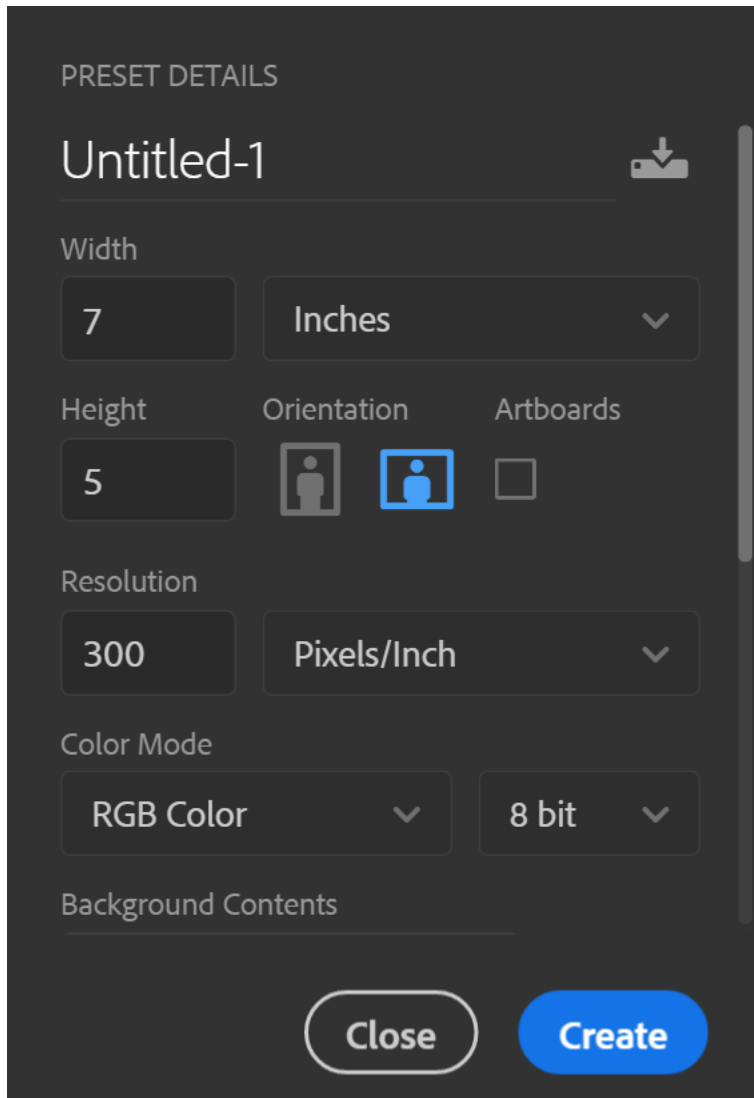 PRESET DETAILS
Untitled-1
Width
7 Inches
Height Orientation Artboards
5
Resolution
300 Pixels/Inch
Color Mode
RGB Color 8 bit
Background Contents
Close Create